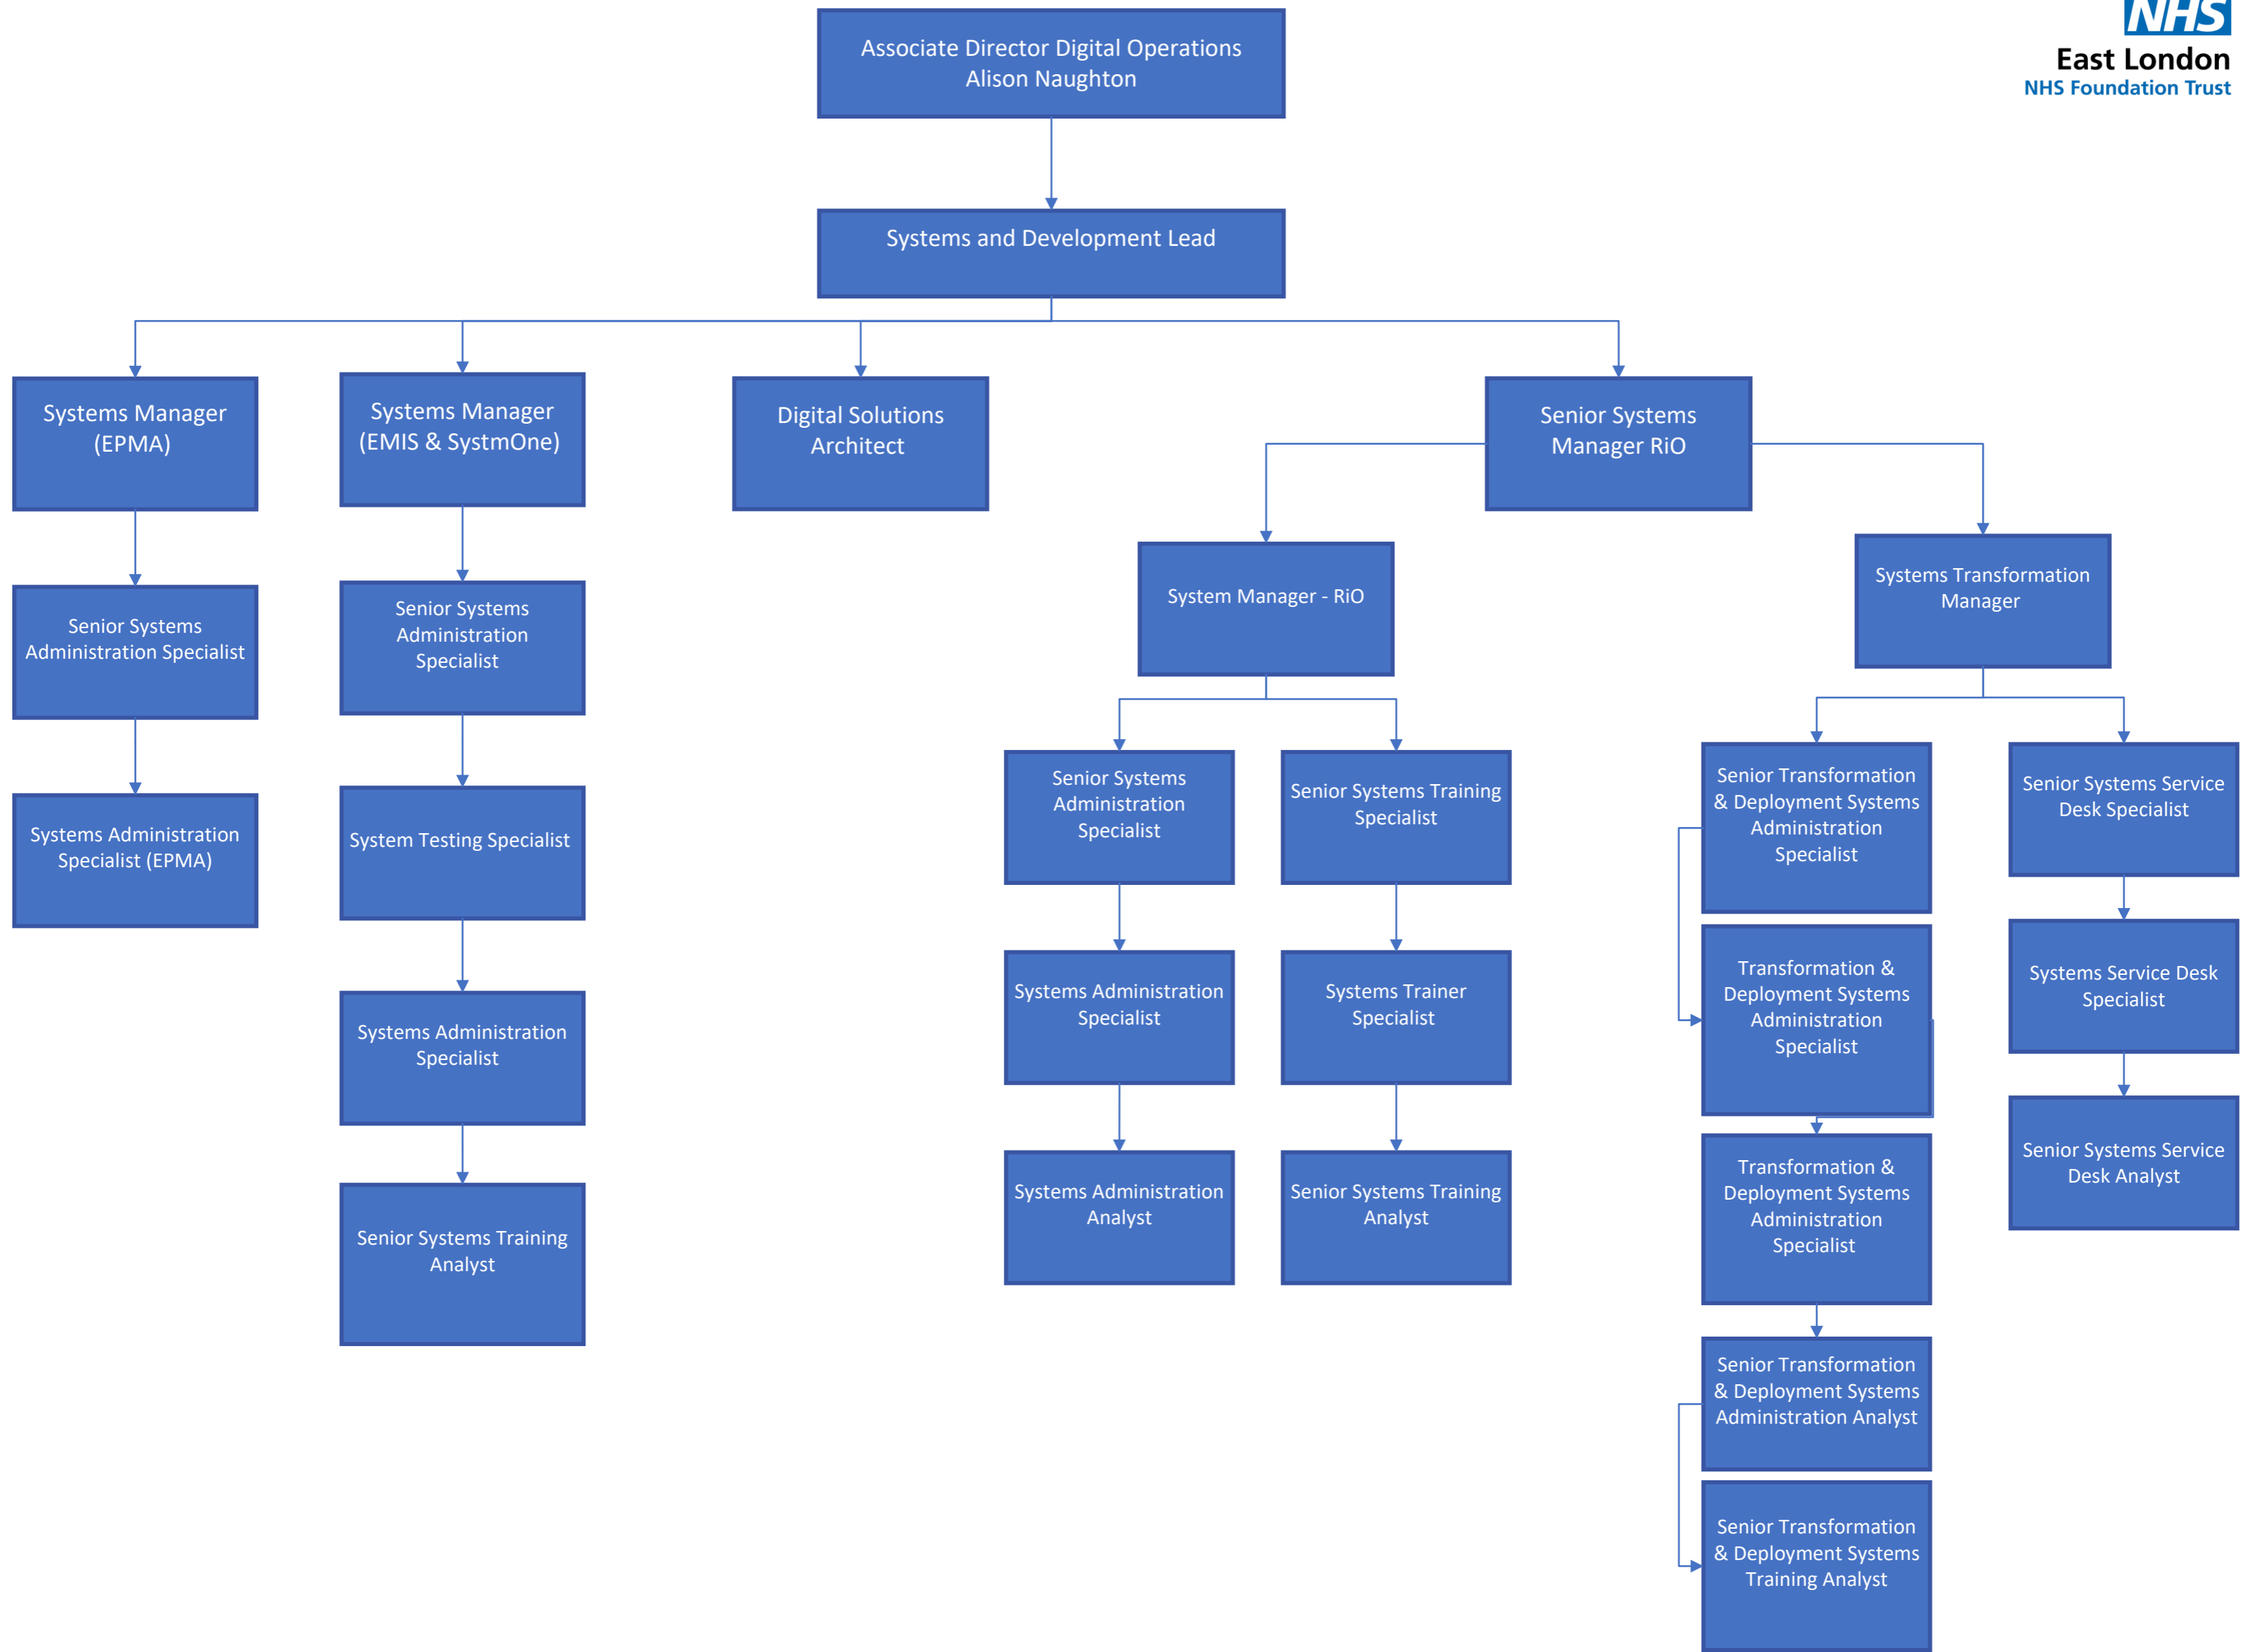 NHS
East London
NHS Foundation Trust
Associate Director Digital Operations
Alison Naughton
Systems and Development Lead
Systems Manager
(EPMA)
Systems Manager
(EMIS & SystmOne)
Digital Solutions
Architect
Senior Systems
Manager RiO
System Manager - RiO
Systems Transformation
Manager
Senior Systems
Administration Specialist
Systems Administration
Specialist (EPMA)
Senior Systems
Administration
Specialist
System Testing Specialist
Systems Administration
Specialist
Senior Systems Training
Analyst
Senior Systems
Administration
Specialist
Systems Administration
Specialist
Systems Administration
Analyst
Senior Systems Training
Specialist
Systems Trainer
Specialist
Senior Systems Training
Analyst
Senior Transformation
& Deployment Systems
Administration
Specialist
Transformation &
Deployment Systems
Administration
Specialist
Transformation &
Deployment Systems
Administration
Specialist
Senior Transformation
& Deployment Systems
Administration Analyst
Senior Transformation
& Deployment Systems
Training Analyst
Senior Systems Service
Desk Specialist
Systems Service Desk
Specialist
Senior Systems Service
Desk Analyst